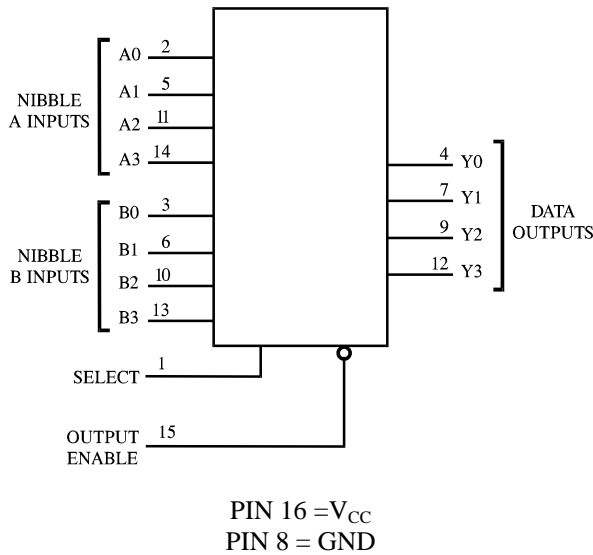 NIBBLE
A INPUTS
A0 2
A1 5
A2 11
A3 14
NIBBLE
B INPUTS
B0 3
B1 6
B2 10
B3 13
SELECT 1
OUTPUT
ENABLE
15
4 Y0
7 Y1
9 Y2
12 Y3
DATA
OUTPUTS
PIN 16 =VCC
PIN 8 = GND